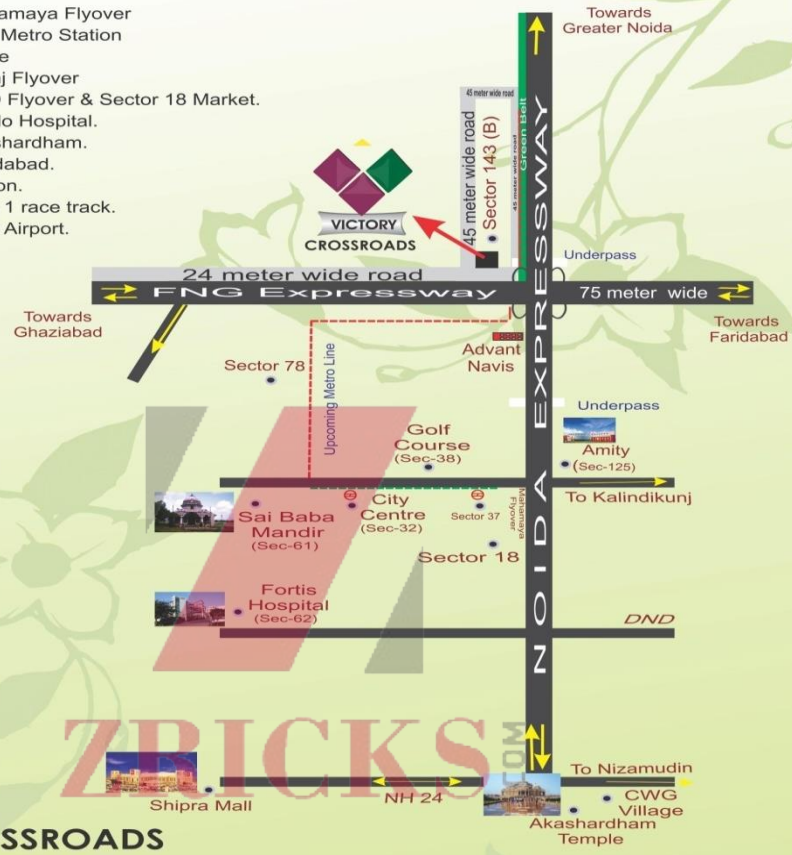 amaya Flyover
Metro Station
e
j Flyover
Flyover & Sector 18 Market.
lo Hospital.
shardham.
dabad.
on.
1 race track.
Airport.
Towards
Greater Noida
45 meter wide road
45 meter wide road
Sector 143 (B)
45 meter wide road
Green Belt
VICTORY
CROSSROADS
Underpass
24 meter wide road
FNG Expressway
75 meter wide
Towards
Ghaziabad
Towards
Faridabad
NOIDA EXPRESSWAY
Advant
Navis
Sector 78
Upcoming Metro Line
Underpass
Golf
Course
(Sec-38)
Amity
(Sec-125)
To Kalindikunj
Sai Baba
Mandir
(Sec-61)
City
Centre
(Sec-32)
Sector 37
Mahamaya
Flyover
Sector 18
Fortis
Hospital
(Sec-62)
DND
ZRICKS
.COM
Shipra Mall
NH 24
To Nizamudin
CWG
Village
Akashardham
Temple
SSROADS